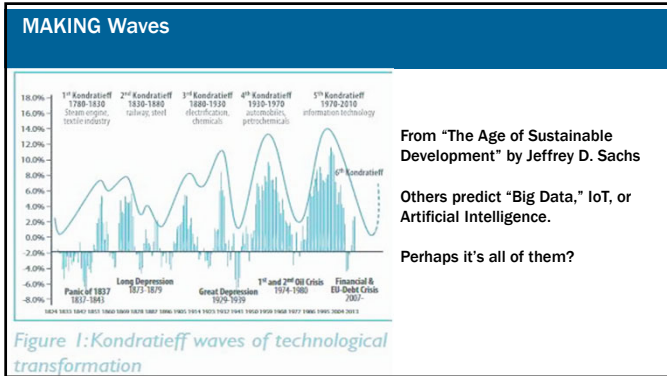 MAKING Waves
1st Kondratieff 2nd Kondratieff 3rd Kondratieff 4th Kondratieff 5th Kondratieff
1780-1830 1830-1880 1880-1930 1930-1970 1970-2010
Steam engine, railway, steel electrification, automobiles, information technology
textile industry chemicals petrochemicals
18.0%
16.0%
14.0%
12.0%
10.0%
8.0%
6.0%
4.0%
2.0%
0.0%
-2.0%
-4.0%
-6.0%
-8.0%
6th Kondratieff
Panic of 1837
1837-1843
Long Depression
1873-1879
Great Depression
1929-1939
1st and 2nd Oil Crisis
1974-1980
Financial &
EU-Debt Crisis
2007-
Figure 1: Kondratieff waves of technological
transformation
From “The Age of Sustainable
Development” by Jeffrey D. Sachs
Others predict “Big Data,” IoT, or
Artificial Intelligence.
Perhaps it’s all of them?